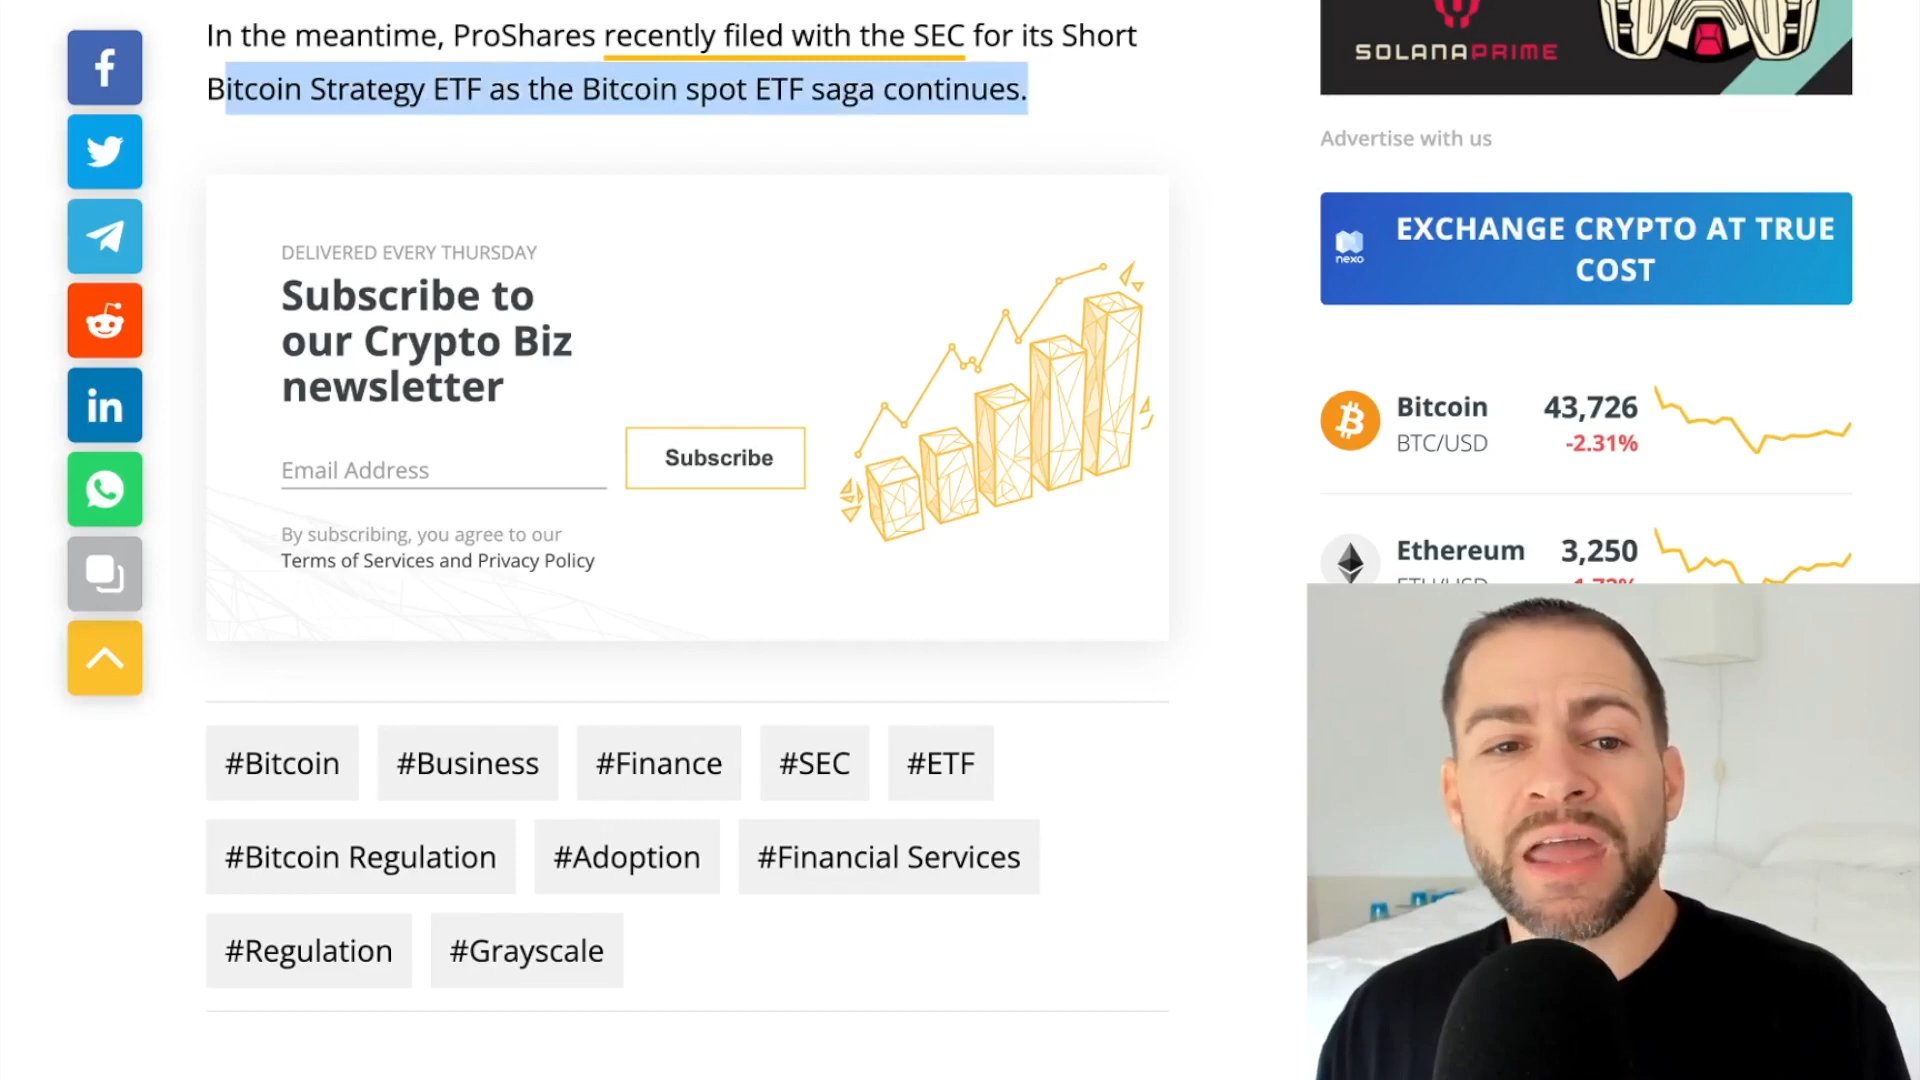 In the meantime, ProShares recently filed with the SEC for its Short
Bitcoin Strategy ETF as the Bitcoin spot ETF saga continues.
DELIVERED EVERY THURSDAY
Subscribe to
our Crypto Biz
newsletter
Email Address
Subscribe
By subscribing, you agree to our
Terms of Services and Privacy Policy
#Bitcoin
#Business
#Finance
#SEC
#ETF
#Bitcoin Regulation
#Adoption
#Financial Services
#Regulation
#Grayscale
SOLANAPRIME
Advertise with us
nexo
EXCHANGE CRYPTO AT TRUE
COST
Bitcoin 43,726
BTC/USD -2.31%
Ethereum 3,250